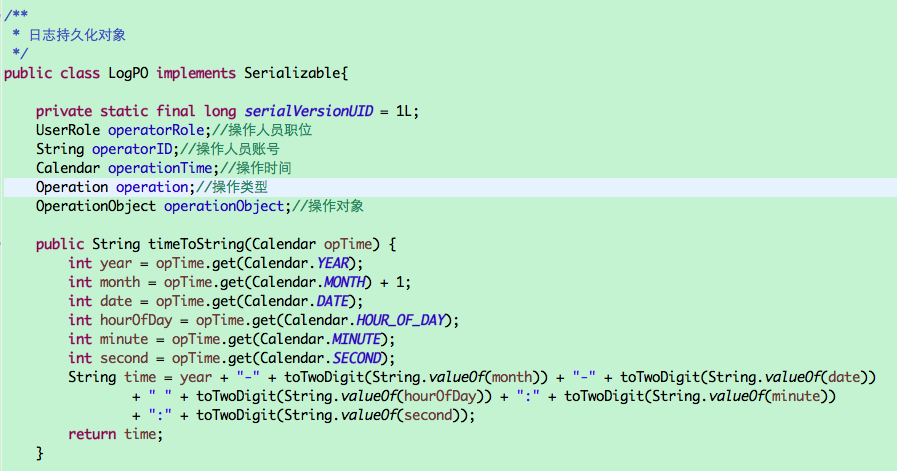 /**
 * 日志持久化对象
 */
public class LogPO implements Serializable{

    private static final long serialVersionUID = 1L;
    UserRole operatorRole;//操作人员职位
    String operatorID;//操作人员账号
    Calendar operationTime;//操作时间
    Operation operation;//操作类型
    OperationObject operationObject;//操作对象

    public String timeToString(Calendar opTime) {
        int year = opTime.get(Calendar.YEAR);
        int month = opTime.get(Calendar.MONTH) + 1;
        int date = opTime.get(Calendar.DATE);
        int hourOfDay = opTime.get(Calendar.HOUR_OF_DAY);
        int minute = opTime.get(Calendar.MINUTE);
        int second = opTime.get(Calendar.SECOND);
        String time = year + "-" + toTwoDigit(String.valueOf(month)) + "-" + toTwoDigit(String.valueOf(date))
                + " " + toTwoDigit(String.valueOf(hourOfDay)) + ":" + toTwoDigit(String.valueOf(minute))
                + ":" + toTwoDigit(String.valueOf(second));
        return time;
    }